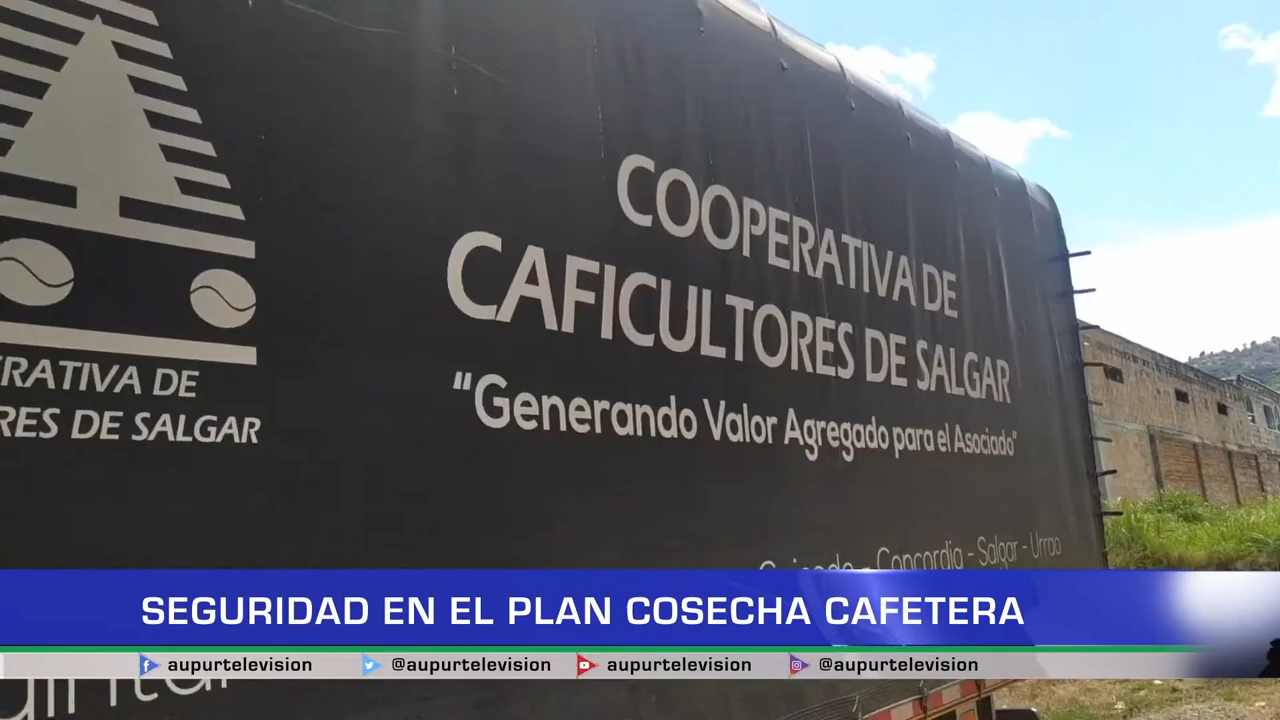 COOPERATIVA DE
CAFICULTORES DE SALGAR
"Generando Valor Agregado para el Asociado"
RATIVA DE
RES DE SALGAR
- Concordia - Salgar - Urrao
SEGURIDAD EN EL PLAN COSECHA CAFETERA
aupurtelevision
@aupurtelevision
aupurtelevision
@aupurtelevision